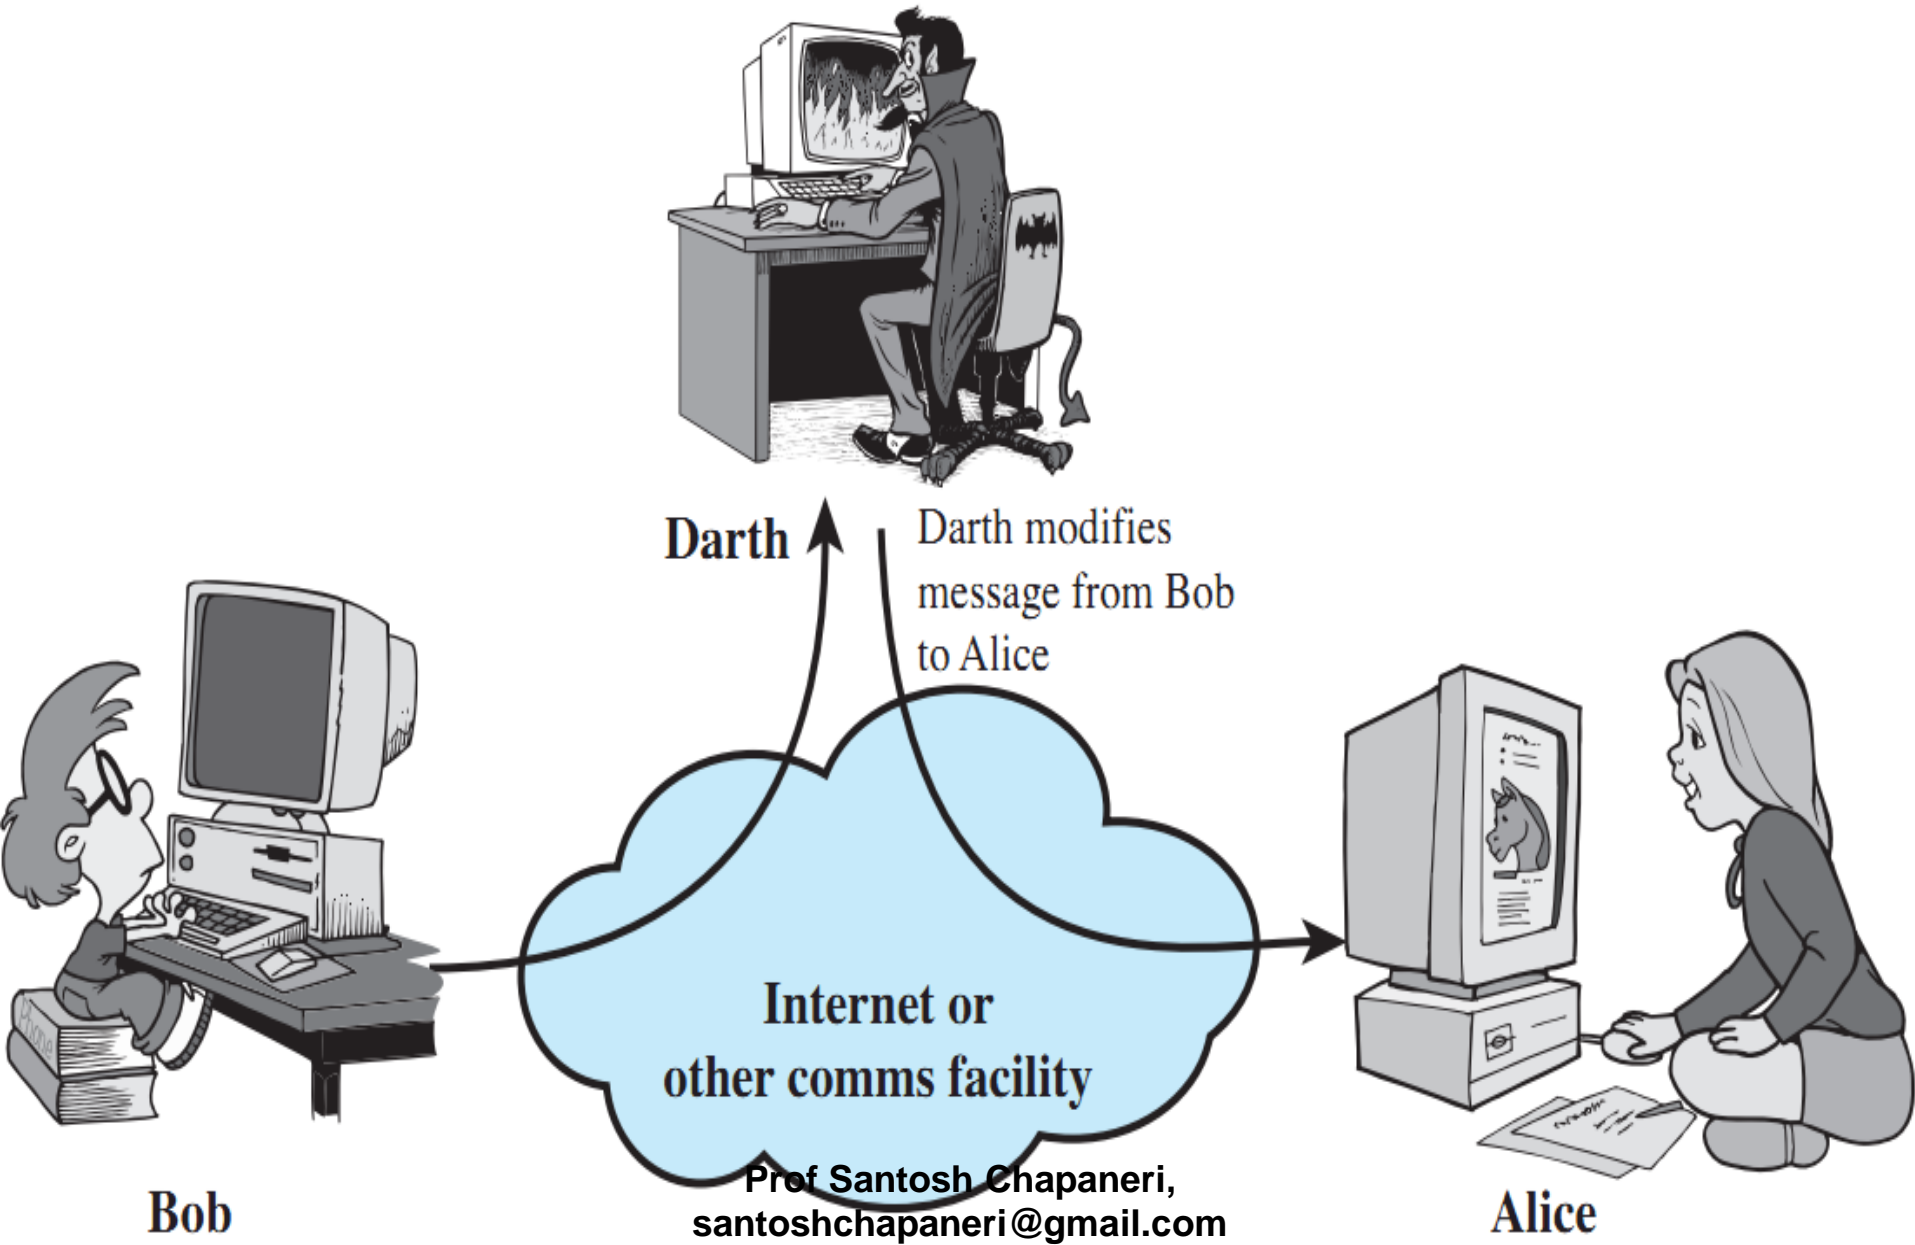 Darth
Darth modifies
message from Bob
to Alice
Phone
Internet or
other comms facility
Prof Santosh Chapaneri,
santoshchapaneri@gmail.com
Bob
Alice